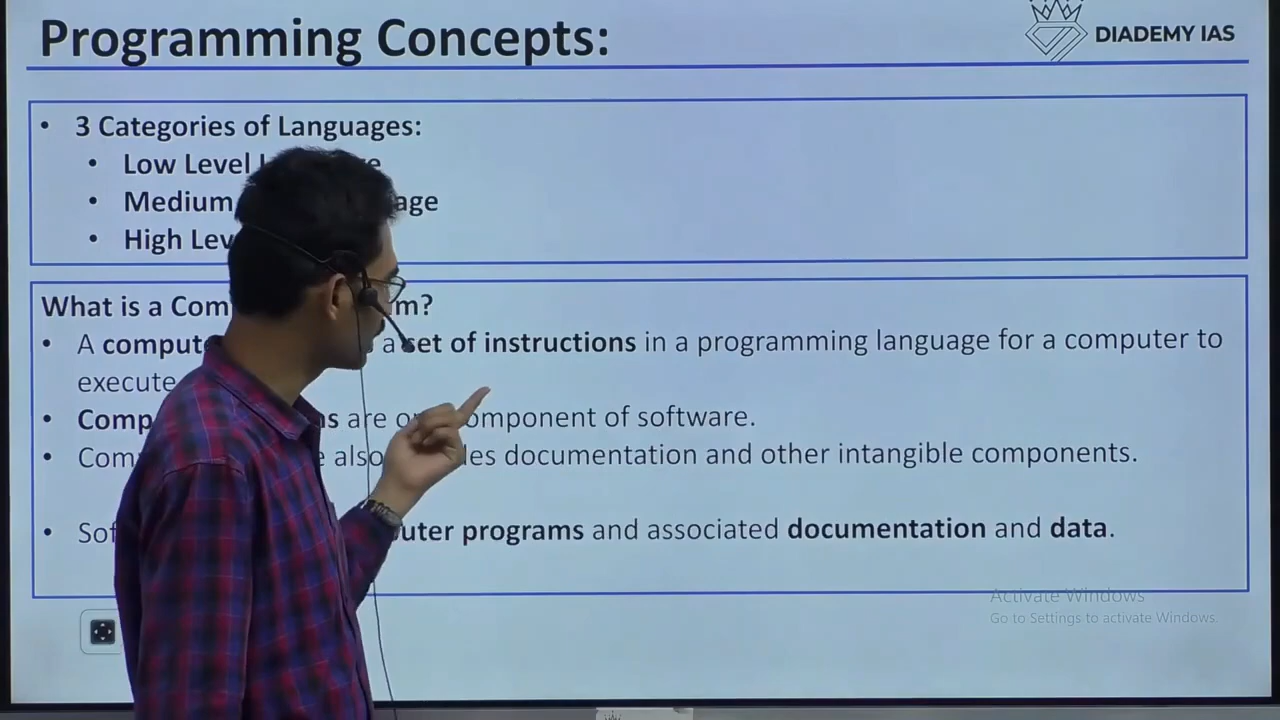 Programming Concepts:
DIADEMY IAS
• 3 Categories of Languages:
• Low Level
• Medium
• High Lev
What is a Com m?
• A comput a set of instructions in a programming language for a computer to
execute
• Comp s are o omponent of software.
• Com also es documentation and other intangible components.
• Sof uter programs and associated documentation and data.
Activate Windows
Go to Settings to activate Windows.